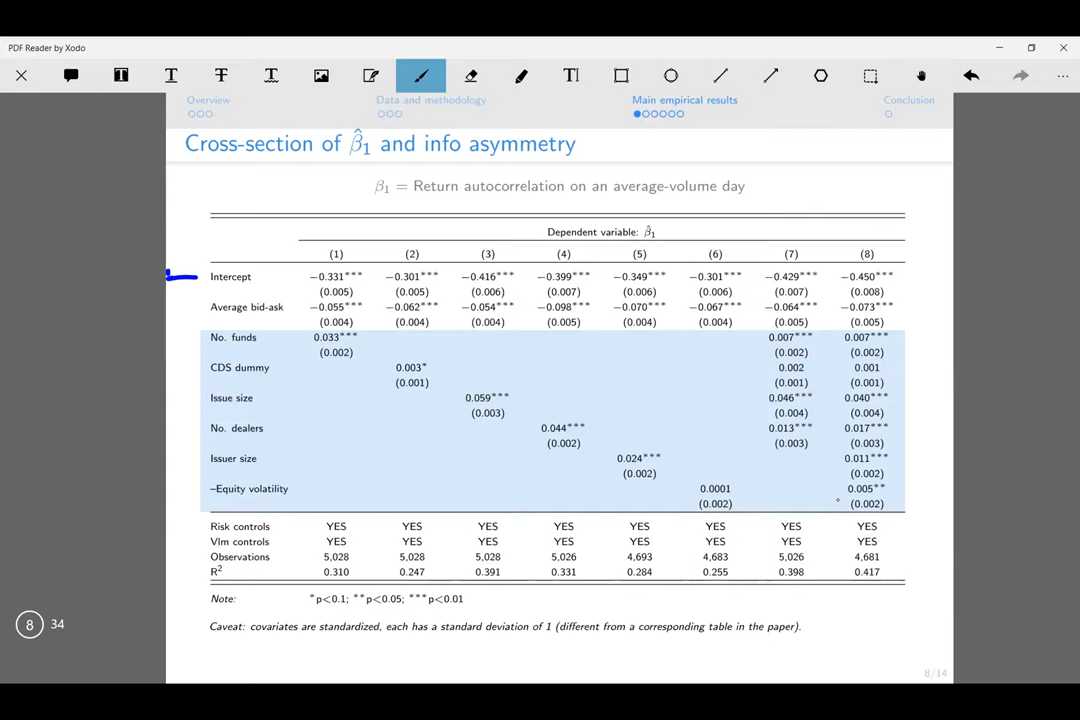 PDF Reader by Xodo
Overview Data and methodology Main empirical results Conclusion
Cross-section of β̂₁ and info asymmetry
β₁ = Return autocorrelation on an average-volume day
Dependent variable: β̂₁
(1) (2) (3) (4) (5) (6) (7) (8)
Intercept −0.331*** −0.301*** −0.416*** −0.399*** −0.349*** −0.301*** −0.429*** −0.450***
(0.005) (0.005) (0.006) (0.007) (0.006) (0.006) (0.007) (0.008)
Average bid-ask −0.055*** −0.062*** −0.054*** −0.098*** −0.070*** −0.067*** −0.064*** −0.073***
(0.004) (0.004) (0.004) (0.005) (0.004) (0.004) (0.005) (0.005)
No. funds 0.033*** 0.007*** 0.007***
(0.002) (0.002) (0.002)
CDS dummy 0.003* 0.002 0.001
(0.001) (0.001) (0.001)
Issue size 0.059*** 0.046*** 0.040***
(0.003) (0.004) (0.004)
No. dealers 0.044*** 0.013*** 0.017***
(0.002) (0.003) (0.003)
Issuer size 0.024*** 0.011***
(0.002) (0.002)
–Equity volatility 0.0001 0.005**
(0.002) (0.002)
Risk controls YES YES YES YES YES YES YES YES
Vlm controls YES YES YES YES YES YES YES YES
Observations 5,028 5,028 5,028 5,026 4,693 4,683 5,026 4,681
R² 0.310 0.247 0.391 0.331 0.284 0.255 0.398 0.417
Note: *p<0.1; **p<0.05; ***p<0.01
8 34
Caveat: covariates are standardized, each has a standard deviation of 1 (different from a corresponding table in the paper).
8/14